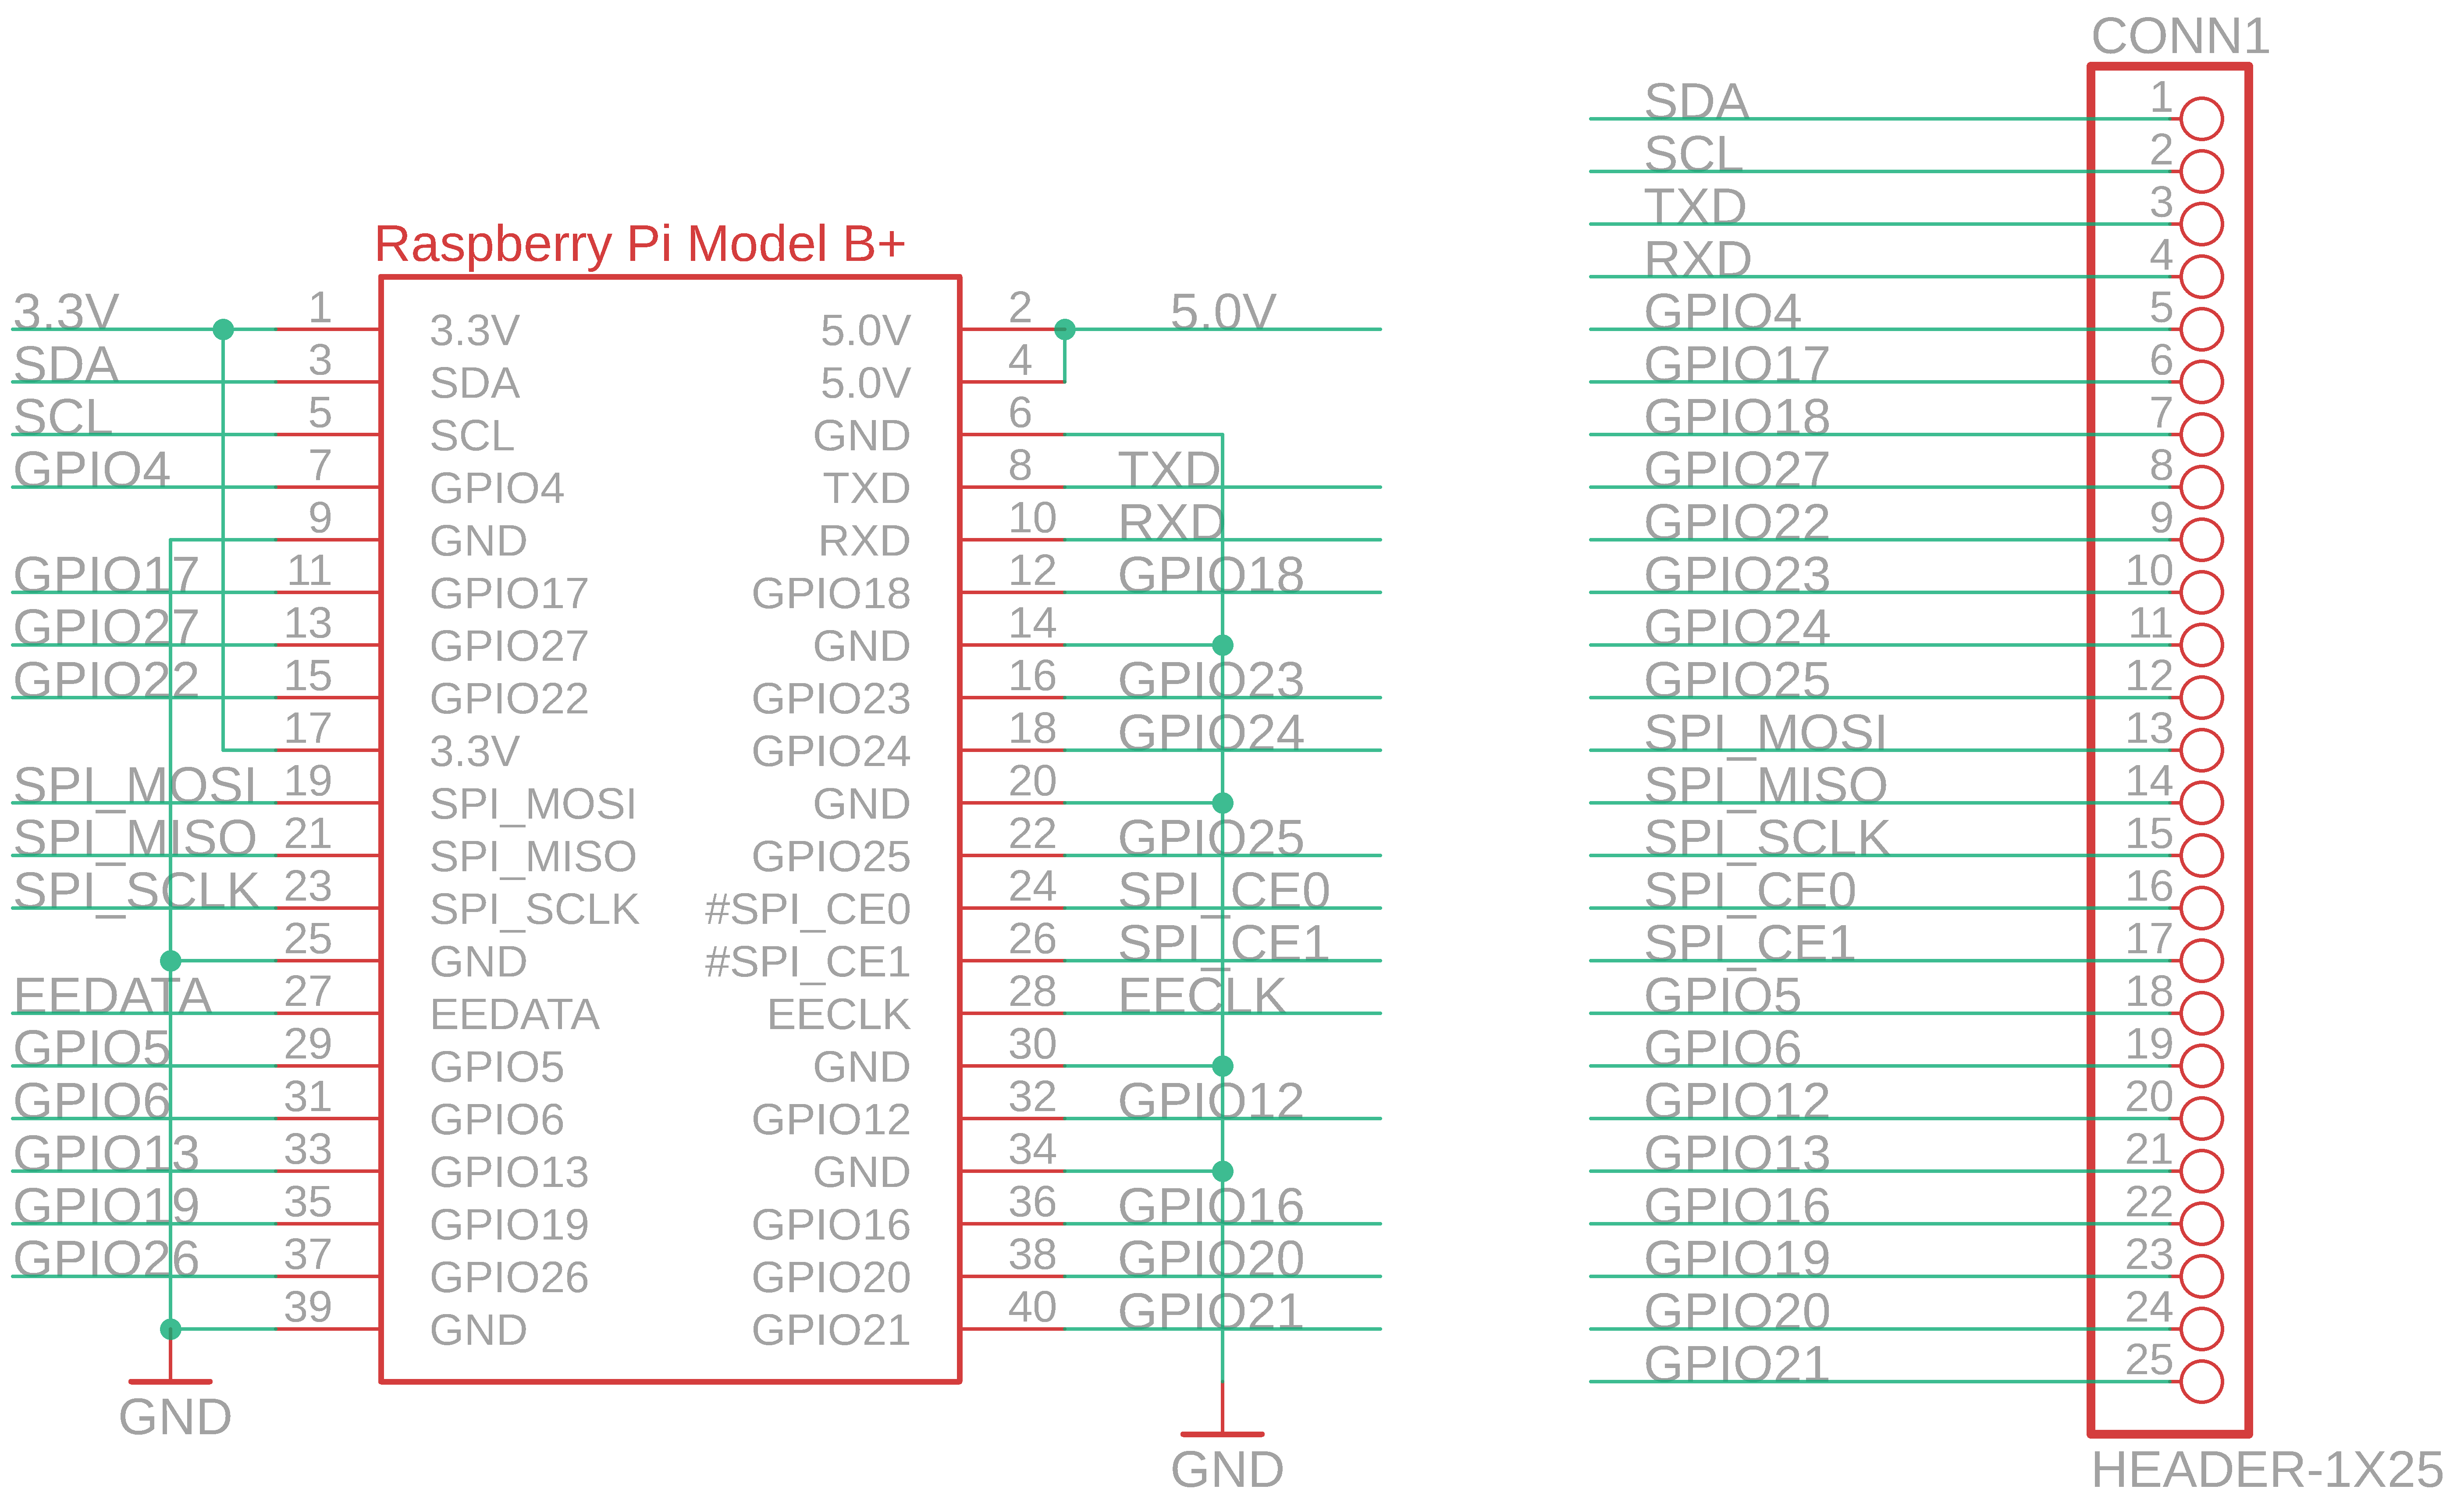 CONN1
Raspberry Pi Model B+
3.3V 1 3.3V 5.0V 2 5.0V
SDA 3 SDA 5.0V 4
SCL 5 SCL GND 6
GPIO4 7 GPIO4 TXD 8 TXD
9 GND RXD 10 RXD
GPIO17 11 GPIO17 GPIO18 12 GPIO18
GPIO27 13 GPIO27 GND 14
GPIO22 15 GPIO22 GPIO23 16 GPIO23
17 3.3V GPIO24 18 GPIO24
SPI_MOSI 19 SPI_MOSI GND 20
SPI_MISO 21 SPI_MISO GPIO25 22 GPIO25
SPI_SCLK 23 SPI_SCLK #SPI_CE0 24 SPI_CE0
25 GND #SPI_CE1 26 SPI_CE1
EEDATA 27 EEDATA EECLK 28 EECLK
GPIO5 29 GPIO5 GND 30
GPIO6 31 GPIO6 GPIO12 32 GPIO12
GPIO13 33 GPIO13 GND 34
GPIO19 35 GPIO19 GPIO16 36 GPIO16
GPIO26 37 GPIO26 GPIO20 38 GPIO20
39 GND GPIO21 40 GPIO21
GND
GND
SDA 1
SCL 2
TXD 3
RXD 4
GPIO4 5
GPIO17 6
GPIO18 7
GPIO27 8
GPIO22 9
GPIO23 10
GPIO24 11
GPIO25 12
SPI_MOSI 13
SPI_MISO 14
SPI_SCLK 15
SPI_CE0 16
SPI_CE1 17
GPIO5 18
GPIO6 19
GPIO12 20
GPIO13 21
GPIO16 22
GPIO19 23
GPIO20 24
GPIO21 25
HEADER-1X25